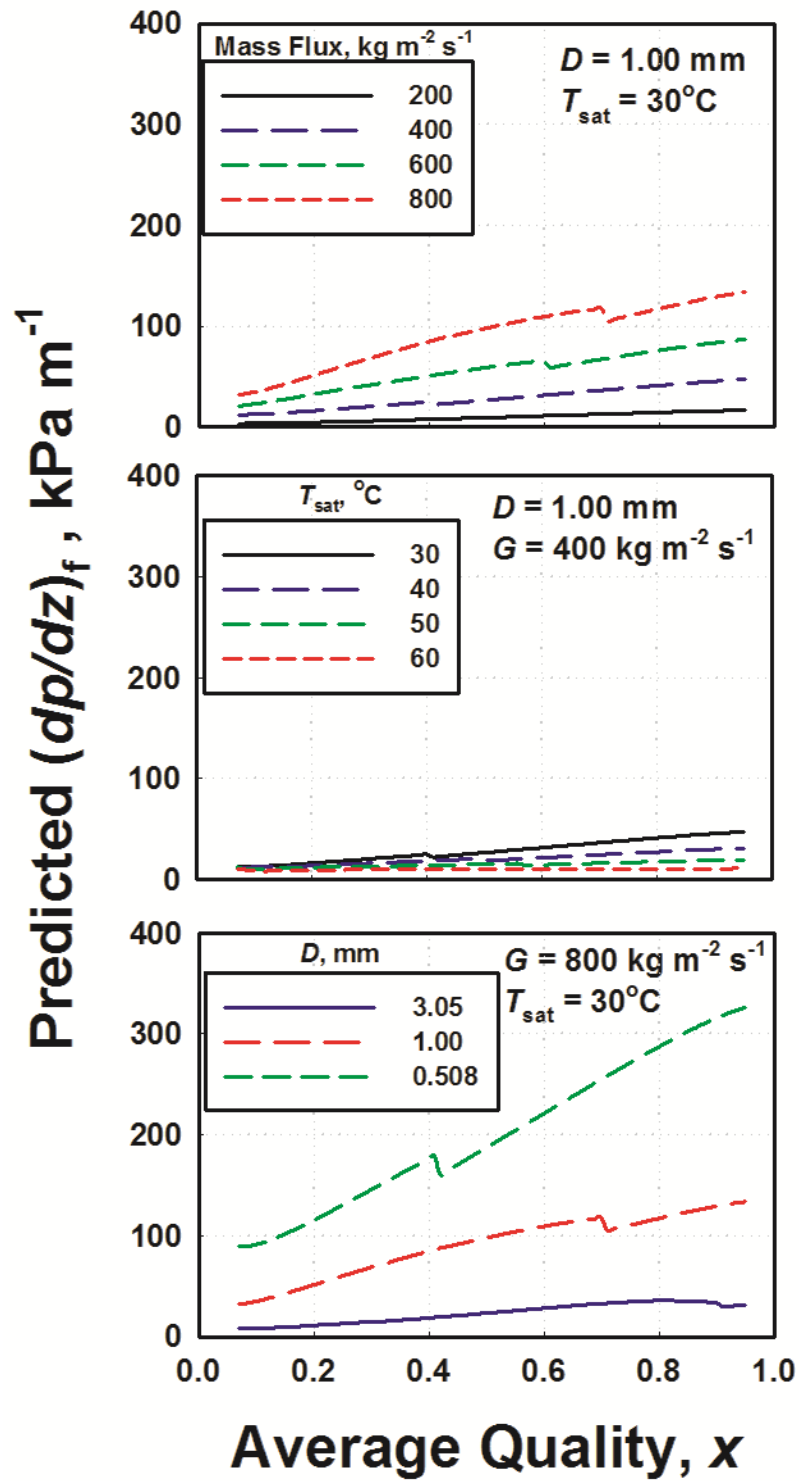 Predicted (dp/dz)f , kPa m-1
400
300
200
100
0
Mass Flux, kg m-2 s-1
200
400
600
800
D = 1.00 mm
Tsat = 30oC
400
300
200
100
0
Tsat, oC
30
40
50
60
D = 1.00 mm
G = 400 kg m-2 s-1
400
300
200
100
0
D, mm
3.05
1.00
0.508
G = 800 kg m-2 s-1
Tsat = 30oC
0.0 0.2 0.4 0.6 0.8 1.0
Average Quality, x